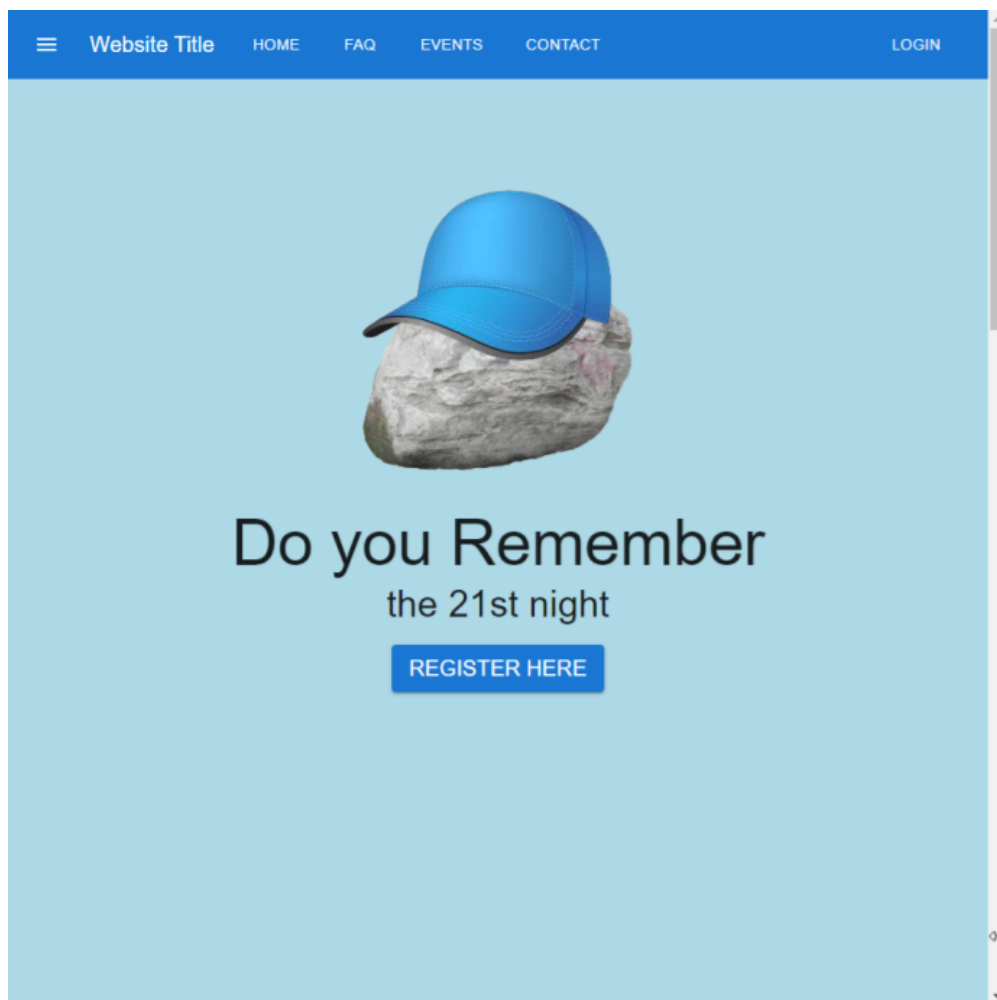 Website Title HOME FAQ EVENTS CONTACT LOGIN
Do you Remember
the 21st night
REGISTER HERE